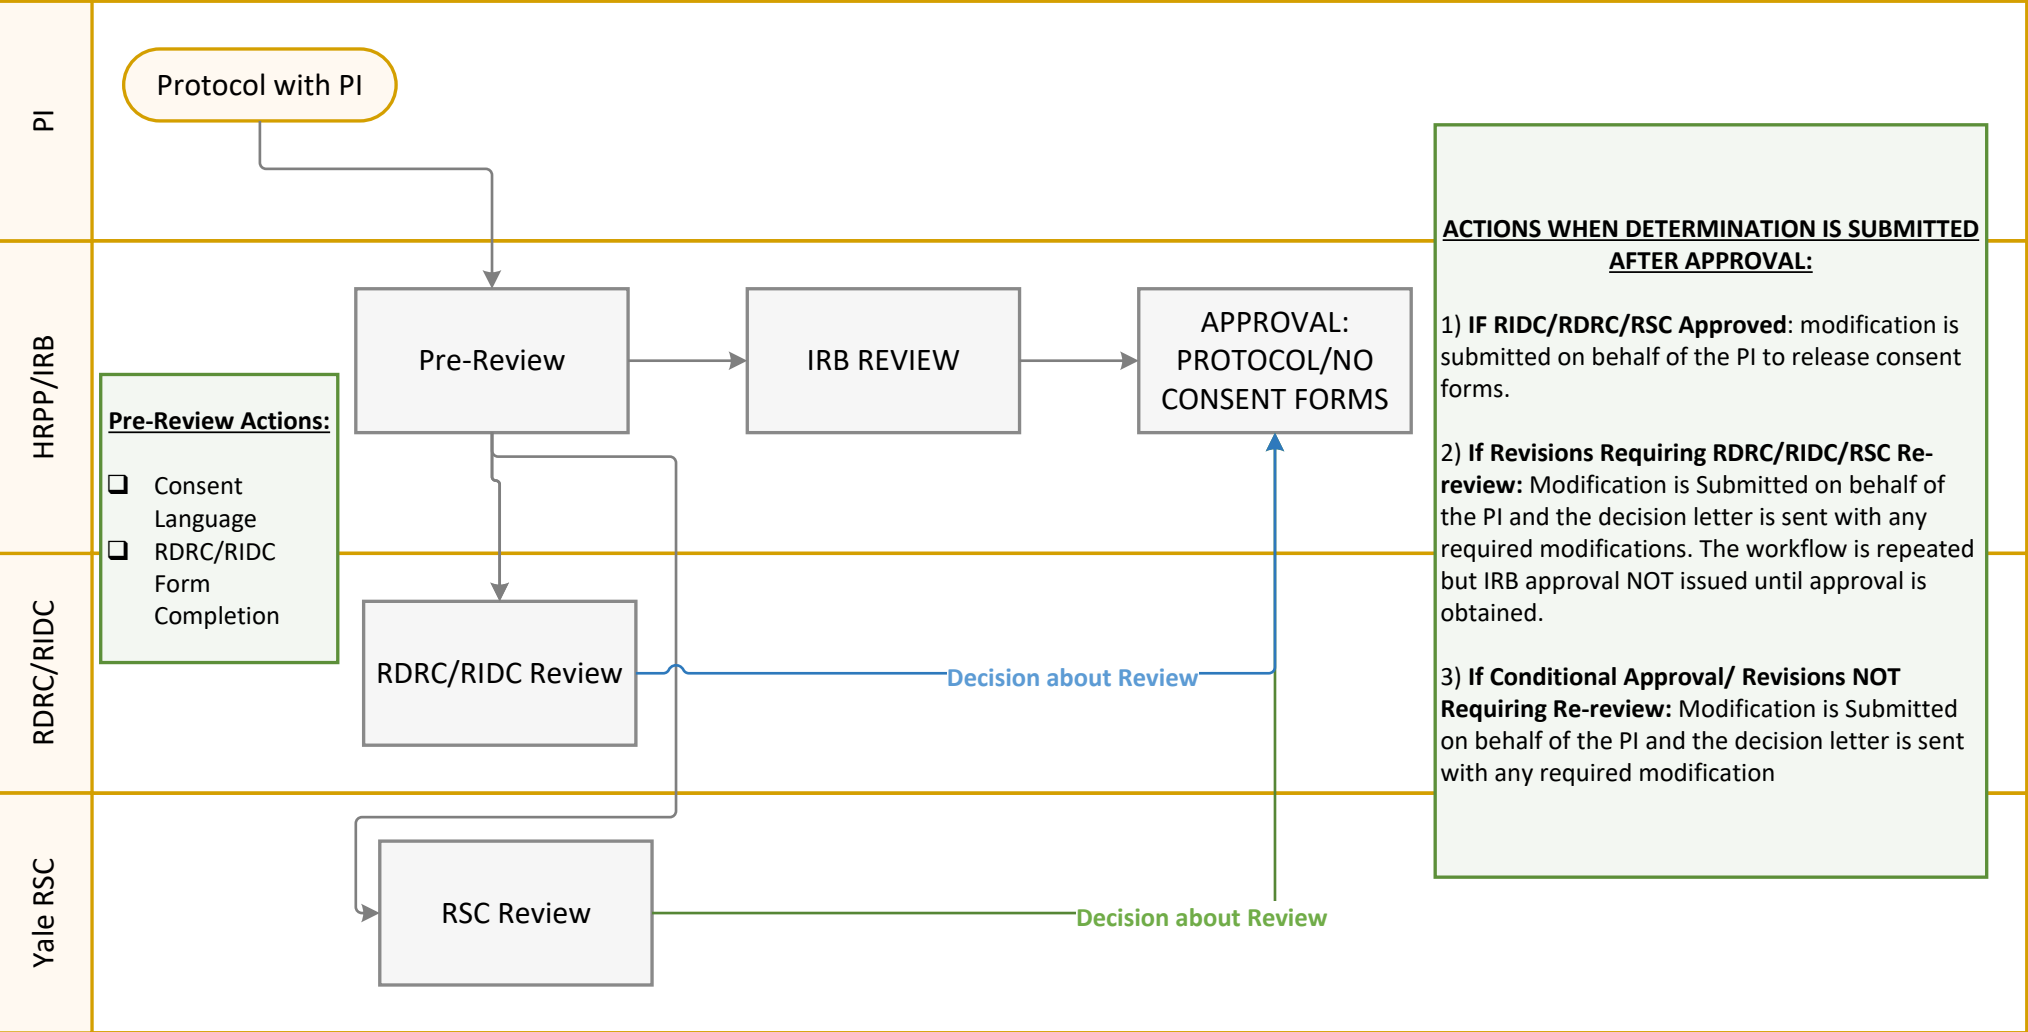 PI
Protocol with PI
HRPP/IRB
Pre-Review Actions:
❑ Consent
Language
❑ RDRC/RIDC
Form
Completion
Pre-Review
IRB REVIEW
APPROVAL:
PROTOCOL/NO
CONSENT FORMS
RDRC/RIDC
RDRC/RIDC Review
Decision about Review
Yale RSC
RSC Review
Decision about Review
ACTIONS WHEN DETERMINATION IS SUBMITTED
AFTER APPROVAL:
1) IF RIDC/RDRC/RSC Approved: modification is
submitted on behalf of the PI to release consent
forms.
2) If Revisions Requiring RDRC/RIDC/RSC Re-
review: Modification is Submitted on behalf of
the PI and the decision letter is sent with any
required modifications. The workflow is repeated
but IRB approval NOT issued until approval is
obtained.
3) If Conditional Approval/ Revisions NOT
Requiring Re-review: Modification is Submitted
on behalf of the PI and the decision letter is sent
with any required modification